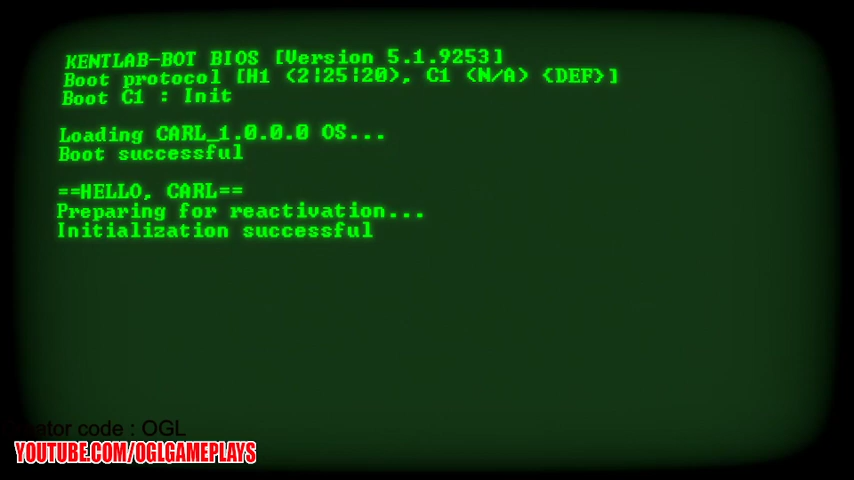 KENTLAB-BOT BIOS [Version 5.1.9253]
Boot protocol [H1 (2|25|20), C1 (N/A) {DEF}]
Boot C1 : Init
Loading CARL_1.0.0.0 OS...
Boot successful
==HELLO, CARL==
Preparing for reactivation...
Initialization successful
ator code : OGL
YOUTUBE.COM/OGLGAMEPLAYS